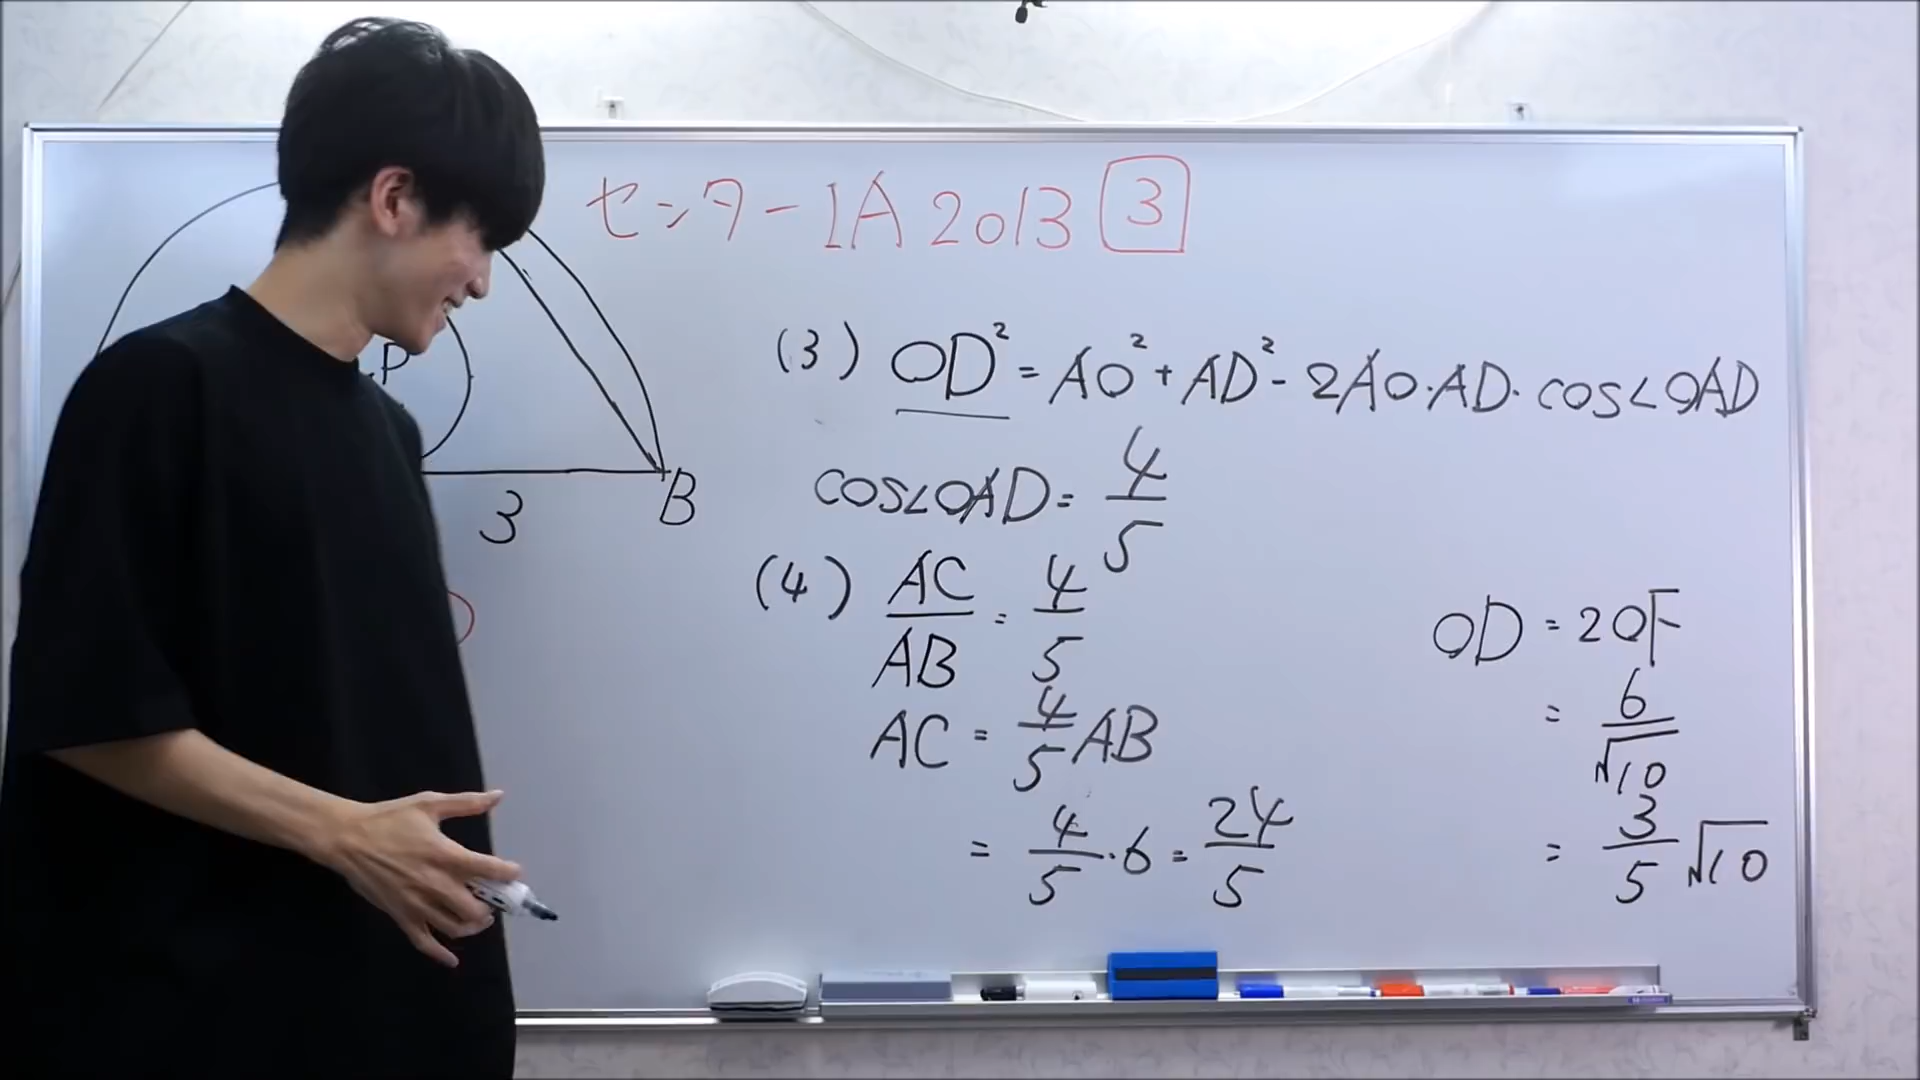 センター1A 2013 3
P
3
B
(3) OD² = AO² + AD² - 2AO・AD・cos∠OAD
cos∠OAD = 4/5
(4) AC/AB = 4/5
AC = 4/5 AB
= 4/5・6 = 24/5
OD = 2OF
= 6/√10
= 3/5 √10